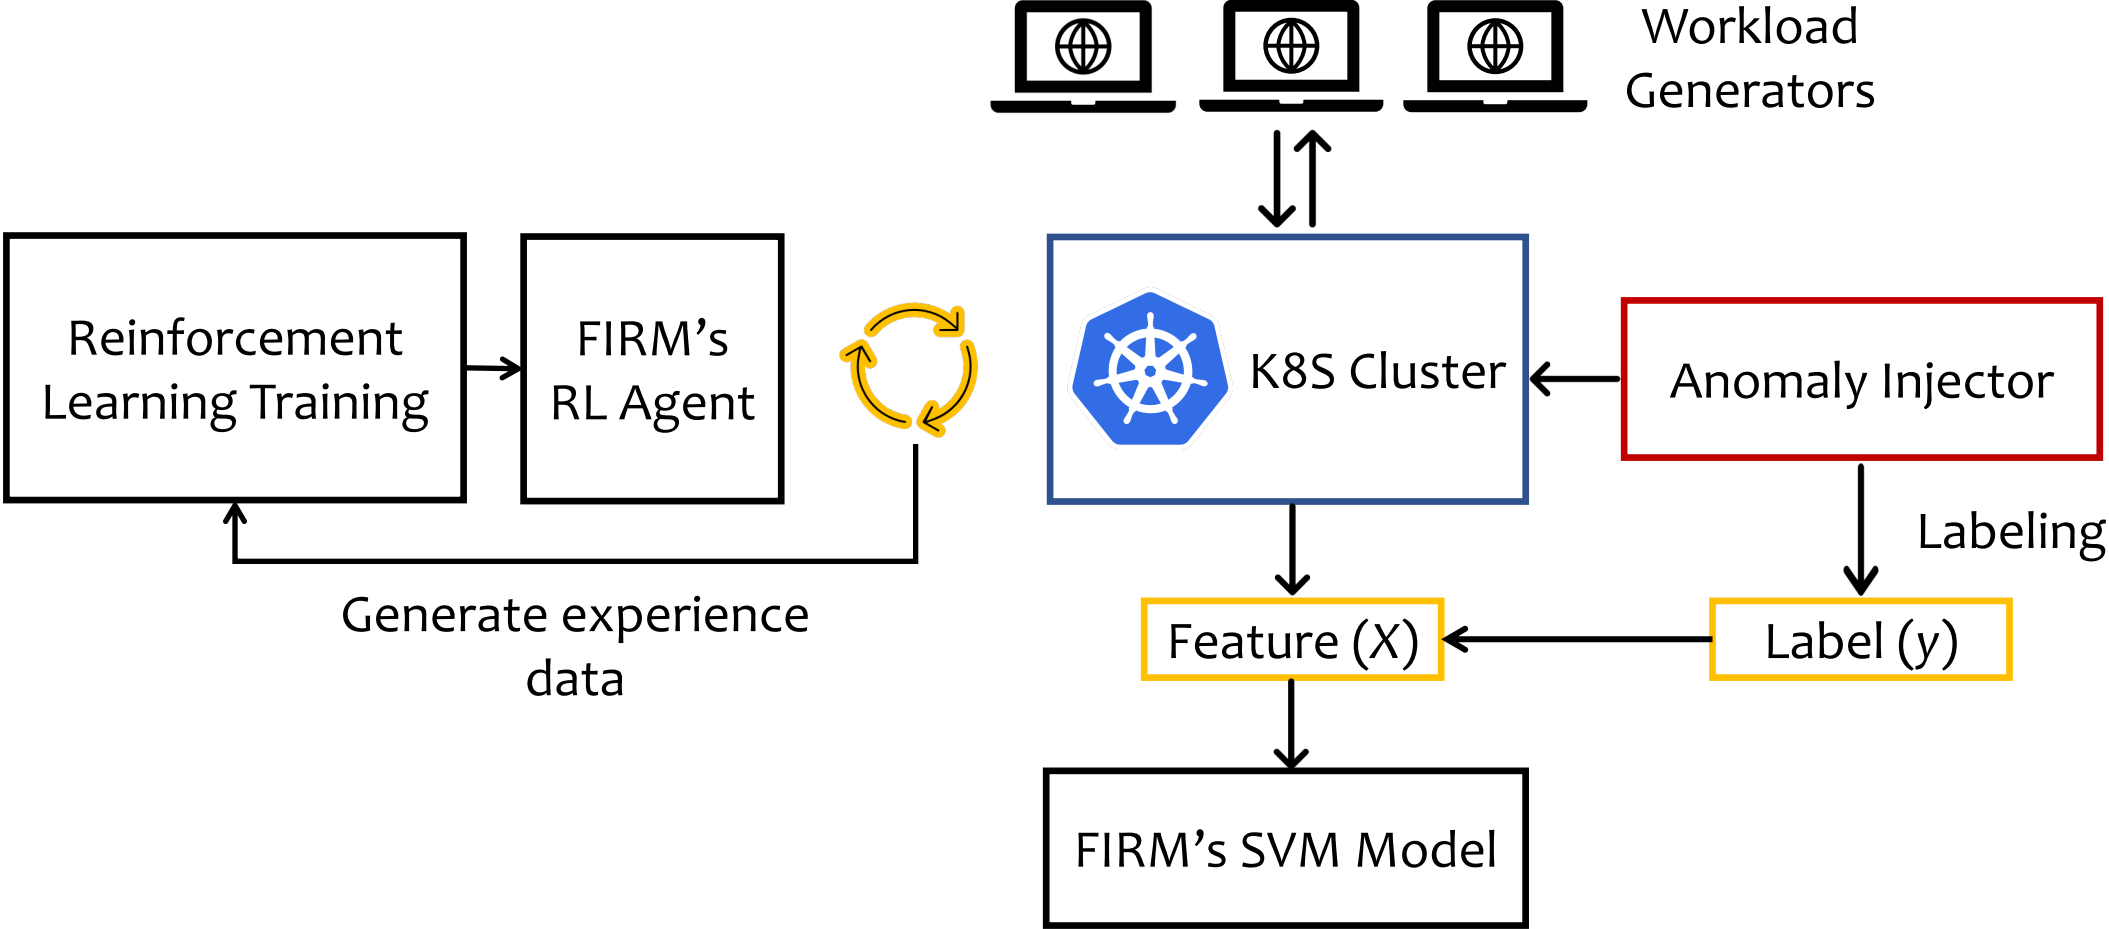 Workload
Generators
Reinforcement
Learning Training
FIRM’s
RL Agent
K8S Cluster
Anomaly Injector
Labeling
Generate experience
data
Feature (X)
Label (y)
FIRM’s SVM Model